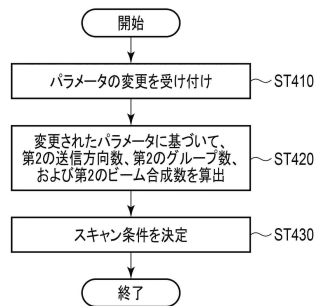 開始
パラメータの変更を受け付け
ST410
変更されたパラメータに基づいて、
第2の送信方向数、第2のグループ数、
および第2のビーム合成数を算出
ST420
スキャン条件を決定
ST430
終了